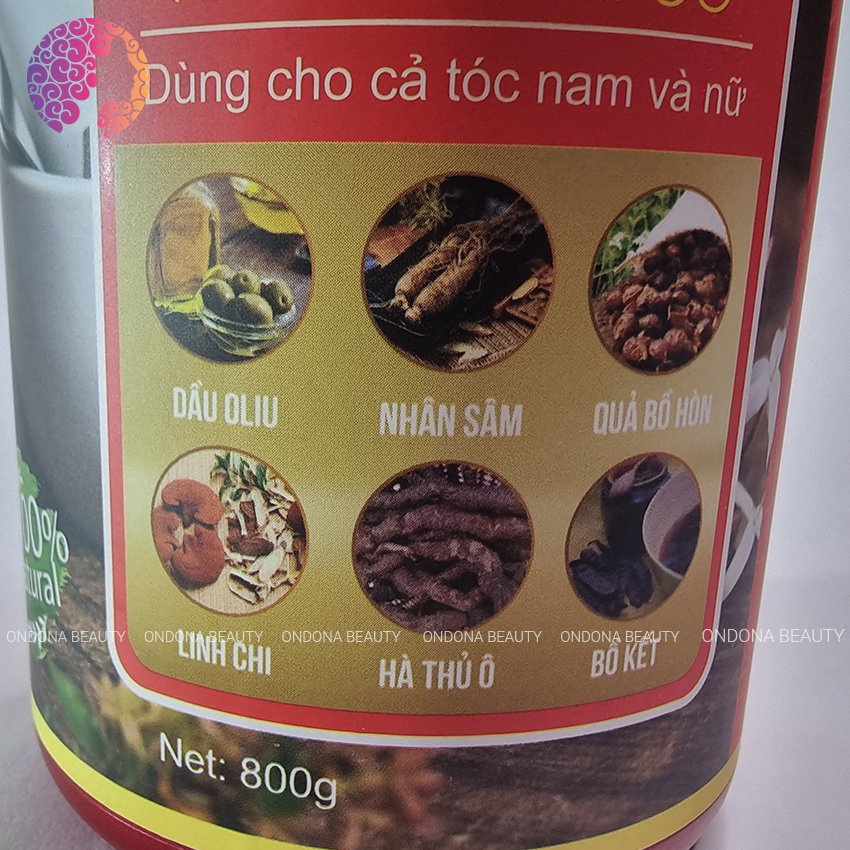 Dùng cho cả tóc nam và nữ
DẦU OLIU
NHÂN SÂM
QUẢ BỒ HÒN
LINH CHI
HÀ THỦ Ô
BỒ KẾT
ONDONA BEAUTY ONDONA BEAUTY ONDONA BEAUTY ONDONA BEAUTY ONDONA BEAUTY ONDONA BEAUTY
Net: 800g